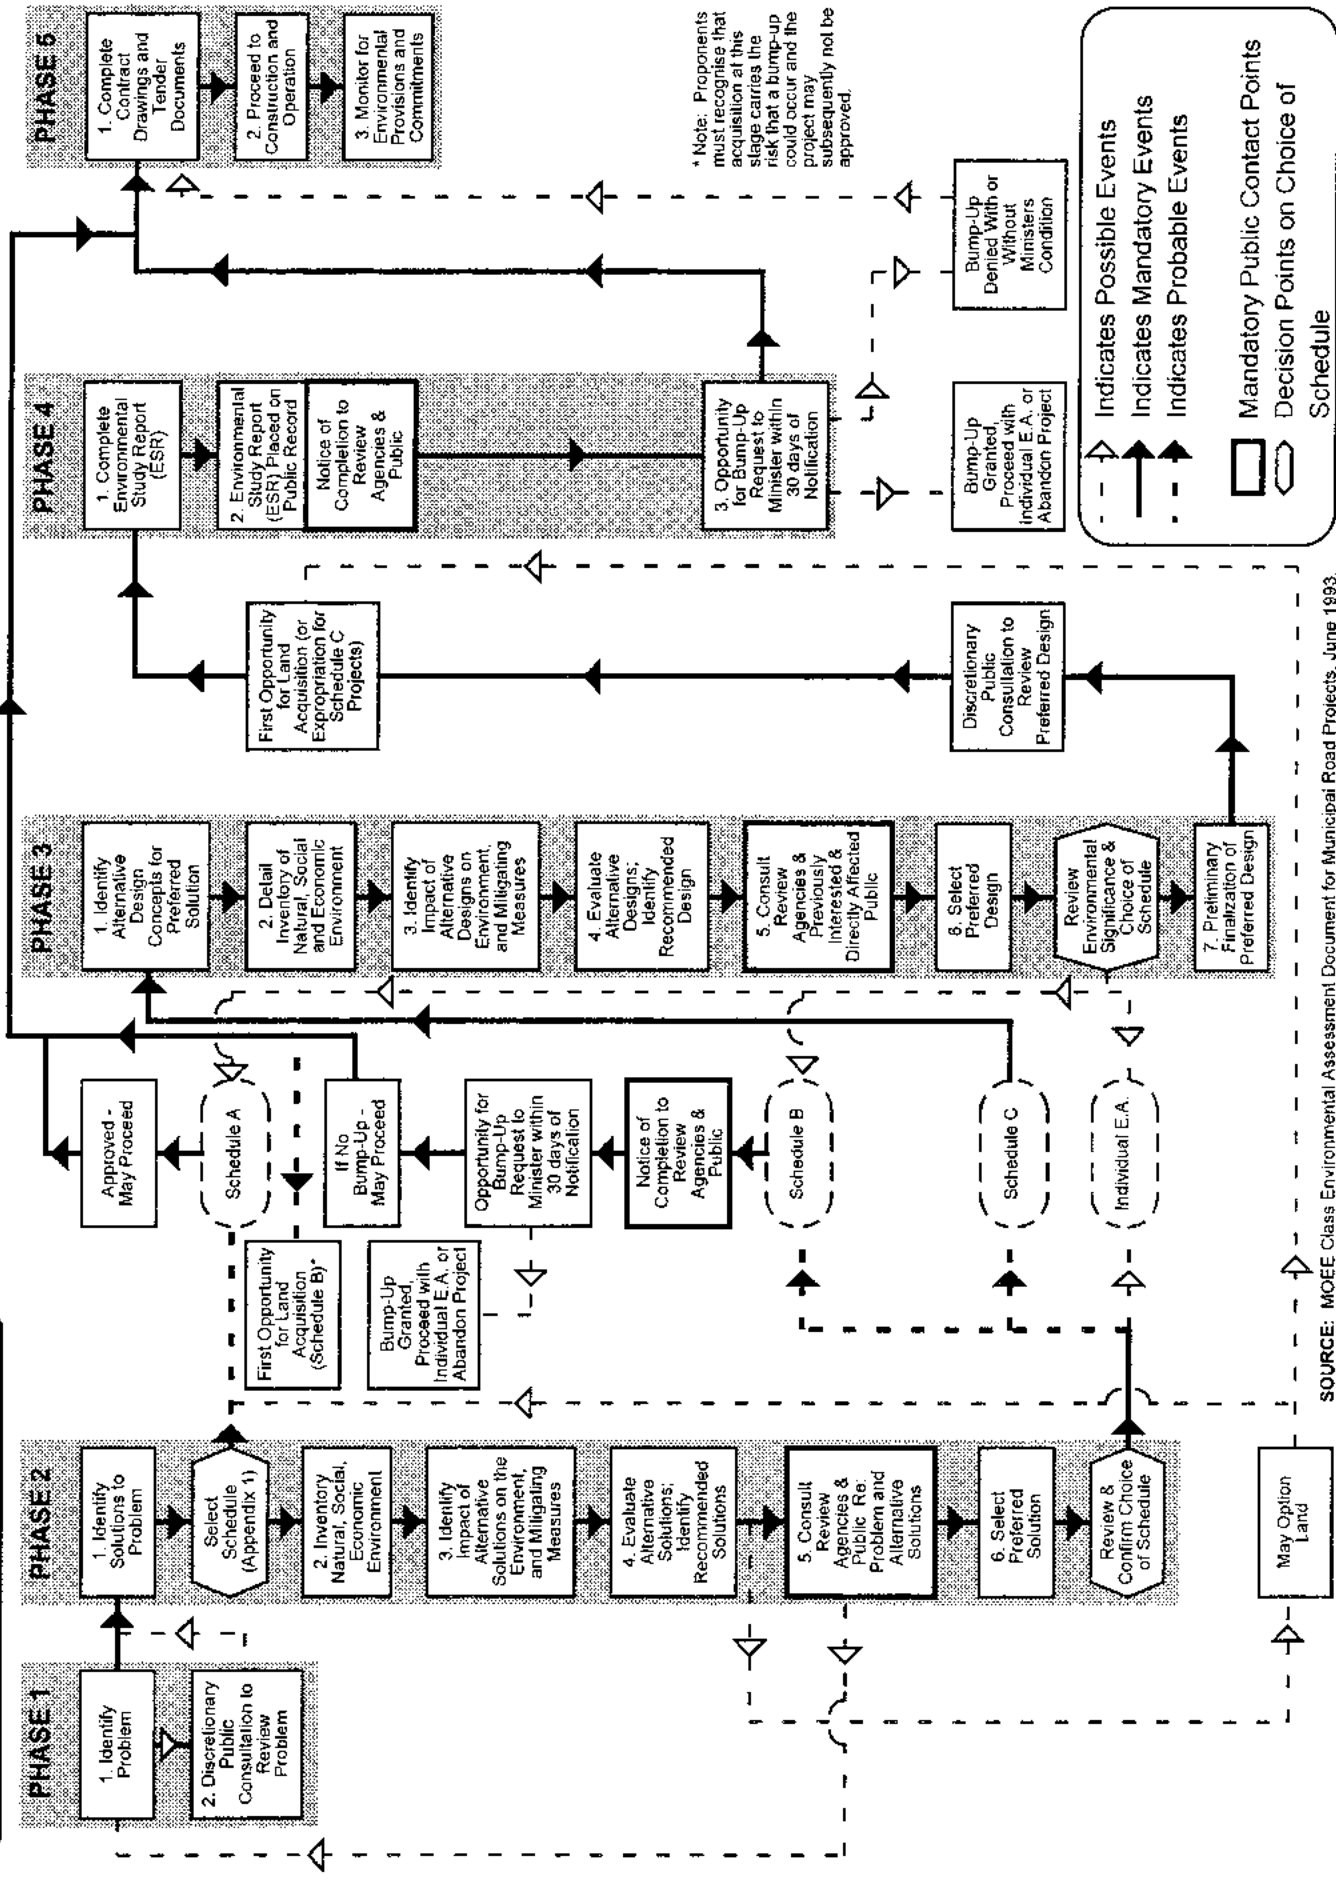 PHASE 1
1. Identify
Problem
2. Discretionary
Public
Consultation to
Review
Problem
PHASE 2
1. Identify
Solutions to
Problem
Select
Schedule
(Appendix 1)
2. Inventory
Natural, Social,
Economic
Environment
3. Identify
Impact of
Alternative
Solutions on the
Environment,
and Mitigating
Measures
4. Evaluate
Alternative
Solutions;
Identify
Recommended
Solutions
5. Consult
Review
Agencies &
Public Re:
Problem and
Alternative
Solutions
6. Select
Preferred
Solution
Review &
Confirm Choice
of Schedule
May Option
Land
Approved -
May Proceed
Schedule A
First Opportunity
for Land
Acquisition
(Schedule B)*
If No
Bump-Up -
May Proceed
Bump-Up
Granted,
Proceed with
Individual E.A. or
Abandon Project
Opportunity for
Bump-Up
Request to
Minister within
30 days of
Notification
Notice of
Completion to
Review
Agencies &
Public
Schedule B
Schedule C
Individual E.A.
PHASE 3
1. Identify
Alternative
Design
Concepts for
Preferred
Solution
2. Detail
Inventory of
Natural, Social
and Economic
Environment
3. Identify
Impact of
Alternative
Designs on
Environment,
and Mitigating
Measures
4. Evaluate
Alternative
Designs;
Identify
Recommended
Design
5. Consult
Review
Agencies &
Previously
Interested &
Directly Affected
Public
6. Select
Preferred
Design
Review
Environmental
Significance &
Choice of
Schedule
7. Preliminary
Finalization of
Preferred Design
First Opportunity
for Land
Acquisition (or
Expropriation for
Schedule C
Projects)
Discretionary
Public
Consultation to
Review
Preferred Design
PHASE 4
1. Complete
Environmental
Study Report
(ESR)
2. Environmental
Study Report
(ESR) Placed on
Public Record
Notice of
Completion to
Review
Agencies &
Public
3. Opportunity
for Bump-Up
Request to
Minister within
30 days of
Notification
Bump-Up
Granted,
Proceed with
Individual E.A. or
Abandon Project
Bump-Up
Denied With or
Without
Ministers
Condition
PHASE 5
1. Complete
Contract
Drawings and
Tender
Documents
2. Proceed to
Construction and
Operation
3. Monitor for
Environmental
Provisions and
Commitments
* Note: Proponents
must recognise that
acquisition at this
stage carries the
risk that a bump-up
could occur and the
project may
subsequently not be
approved.
Indicates Possible Events
Indicates Mandatory Events
Indicates Probable Events
Mandatory Public Contact Points
Decision Points on Choice of
Schedule
SOURCE: MOEE Class Environmental Assessment Document for Municipal Road Projects, June 1993.